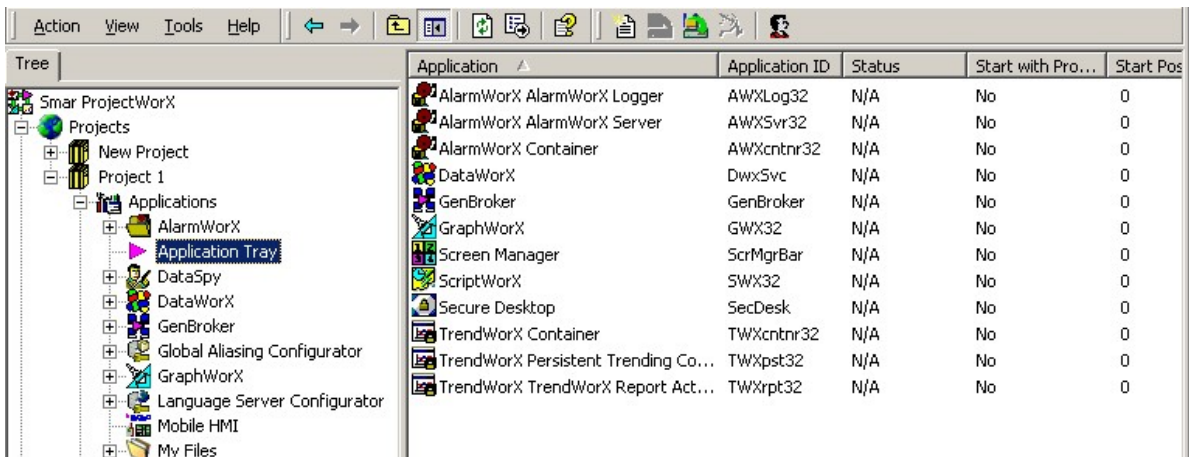 Action View Tools Help
Tree
Smar ProjectWorX
Projects
New Project
Project 1
Applications
AlarmWorX
Application Tray
DataSpy
DataWorX
GenBroker
Global Aliasing Configurator
GraphWorX
Language Server Configurator
Mobile HMI
My Files
Application Application ID Status Start with Pro... Start Pos
AlarmWorX AlarmWorX Logger AWXLog32 N/A No 0
AlarmWorX AlarmWorX Server AWXSvr32 N/A No 0
AlarmWorX Container AWXcntnr32 N/A No 0
DataWorX DwxSvc N/A No 0
GenBroker GenBroker N/A No 0
GraphWorX GWX32 N/A No 0
Screen Manager ScrMgrBar N/A No 0
ScriptWorX SWX32 N/A No 0
Secure Desktop SecDesk N/A No 0
TrendWorX Container TWXcntnr32 N/A No 0
TrendWorX Persistent Trending Co... TWXpst32 N/A No 0
TrendWorX TrendWorX Report Act... TWXrpt32 N/A No 0